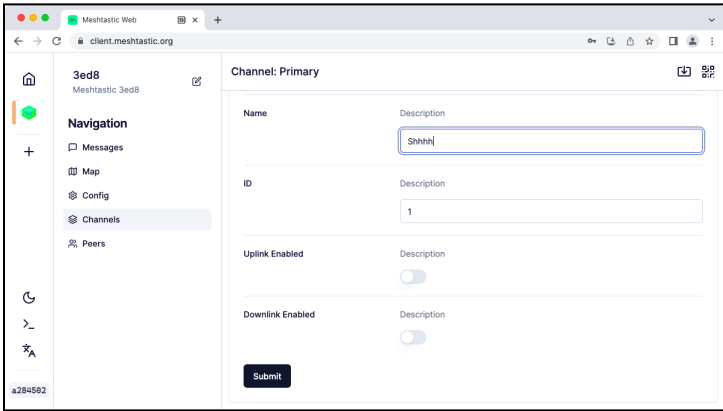 Meshtastic Web
client.meshtastic.org
3ed8
Meshtastic 3ed8
Navigation
Messages
Map
Config
Channels
Peers
a284502
Channel: Primary
Name
Description
Shhhh
ID
Description
1
Uplink Enabled
Description
Downlink Enabled
Description
Submit